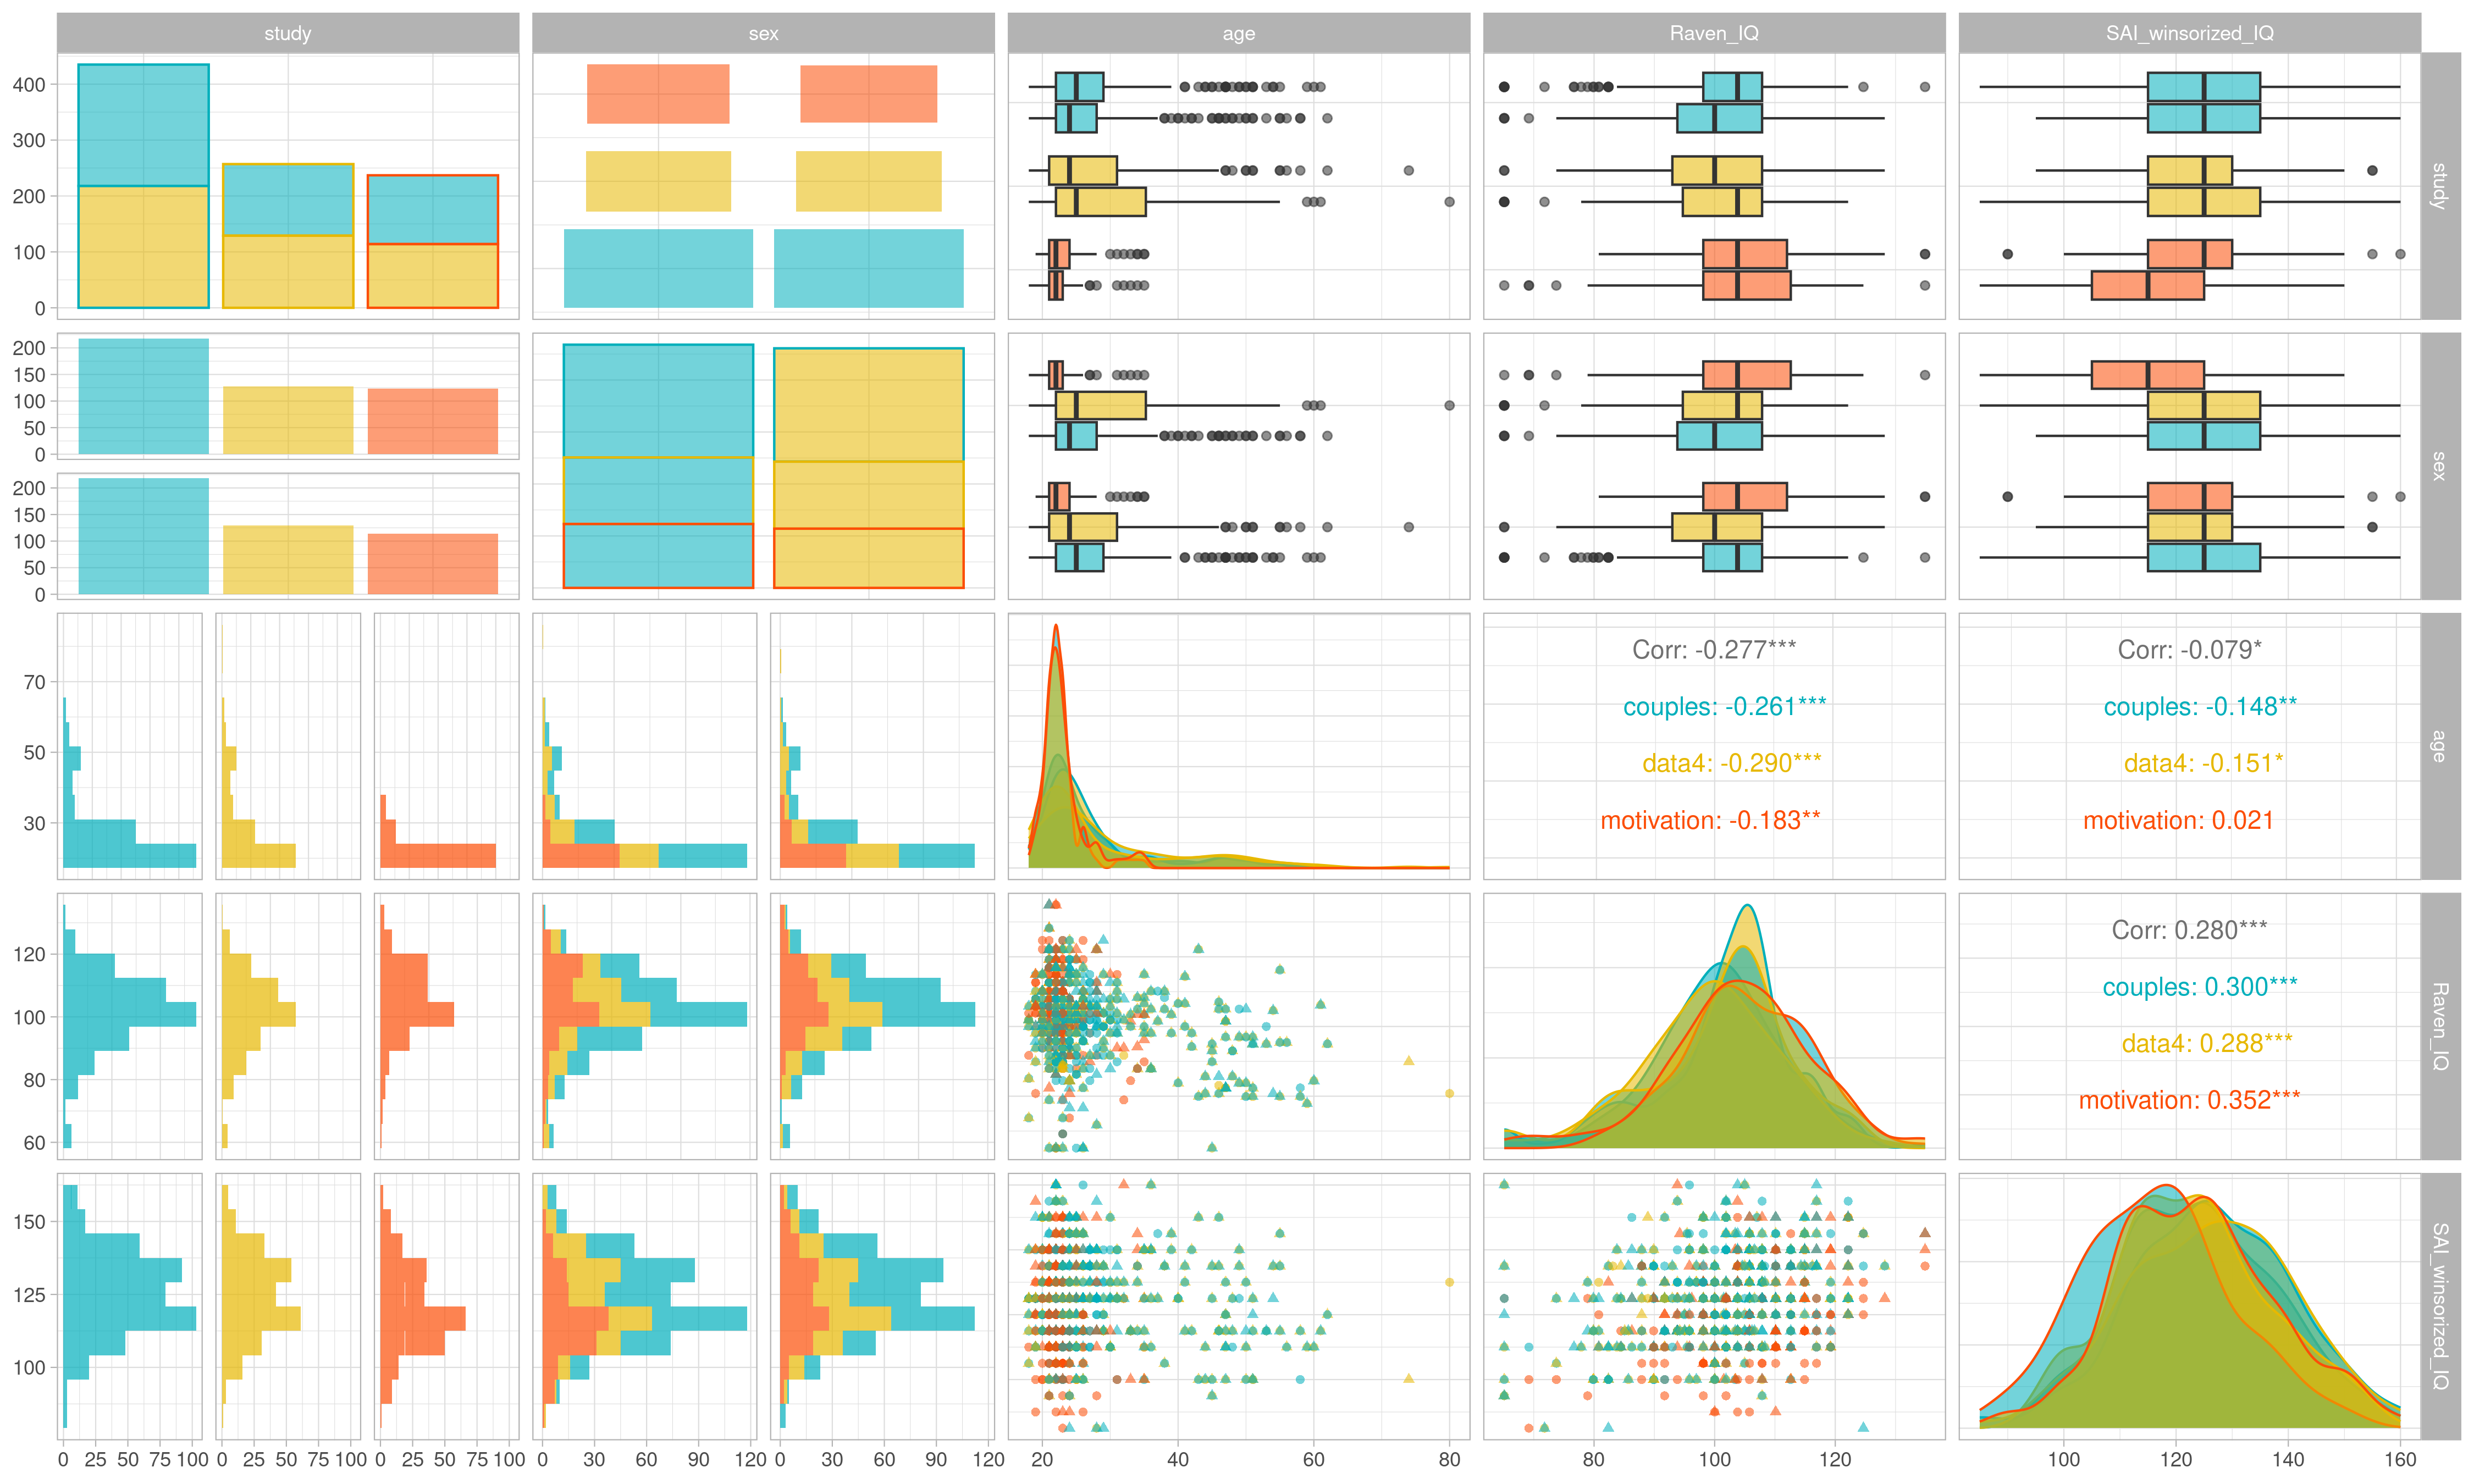 study sex age Raven_IQ SAI_winsorized_IQ
400
300
200
100
0
study
200
150
100
50
0
200
150
100
50
0
sex
70
50
30
Corr: -0.277***
couples: -0.261***
data4: -0.290***
motivation: -0.183**
Corr: -0.079*
couples: -0.148**
data4: -0.151*
motivation: 0.021
age
120
100
80
60
Corr: 0.280***
couples: 0.300***
data4: 0.288***
motivation: 0.352***
Raven_IQ
150
125
100
SAI_winsorized_IQ
0 25 50 75 100 0 25 50 75 100 0 25 50 75 100 0 30 60 90 120 0 30 60 90 120 20 40 60 80 80 100 120 100 120 140 160